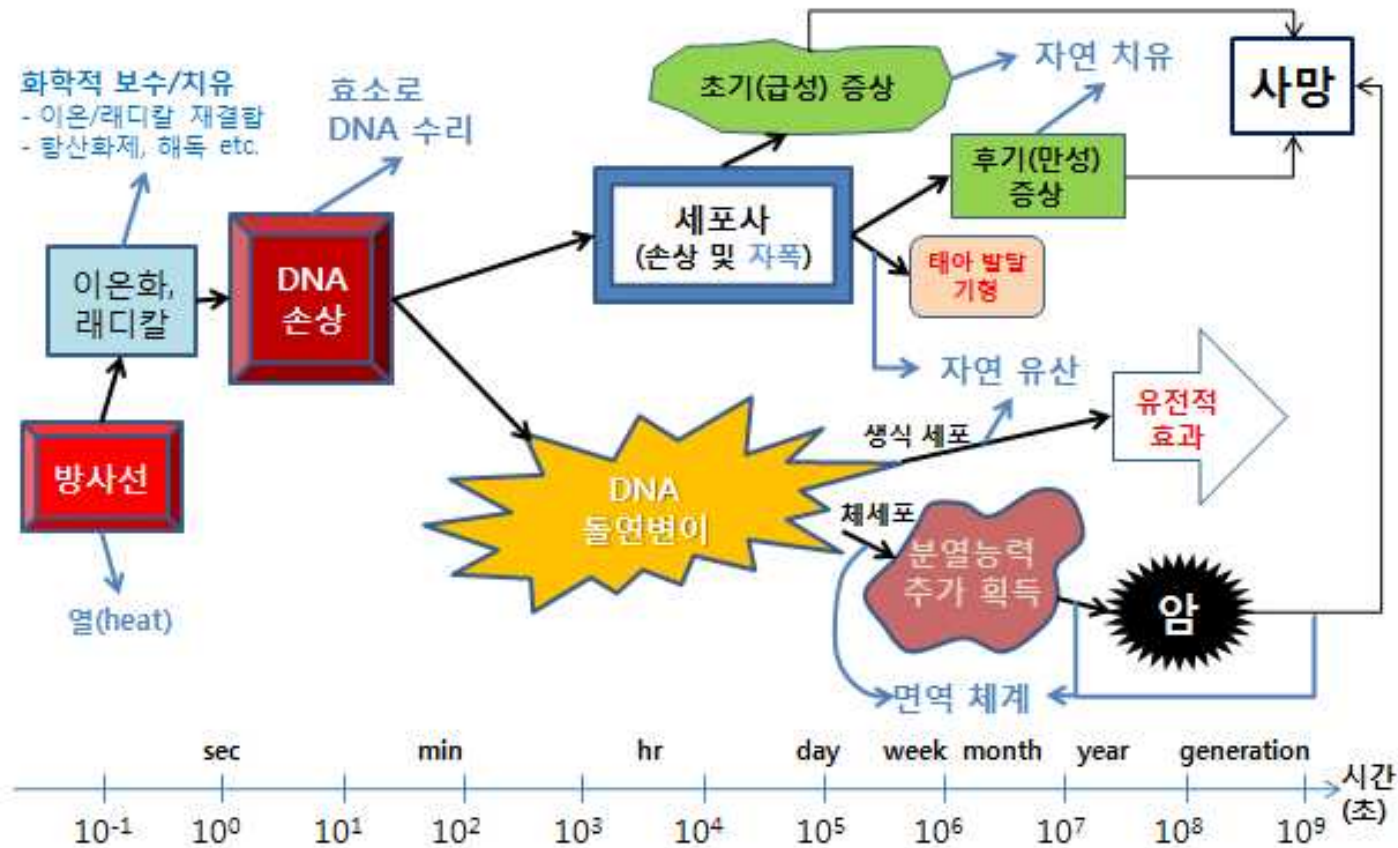 화학적 보수/치유
- 이온/래디칼 재결합
- 항산화제, 해독 etc.
효소로
DNA 수리
초기(급성) 증상
자연 치유
사망
이온화,
래디칼
DNA
손상
세포사
(손상 및 자폭)
후기(만성)
증상
태아 발달
기형
자연 유산
방사선
열(heat)
DNA
돌연변이
생식 세포
유전적
효과
체세포
분열능력
추가 획득
암
면역 체계
sec min hr day week month year generation
시간
(초)
10⁻¹ 10⁰ 10¹ 10² 10³ 10⁴ 10⁵ 10⁶ 10⁷ 10⁸ 10⁹